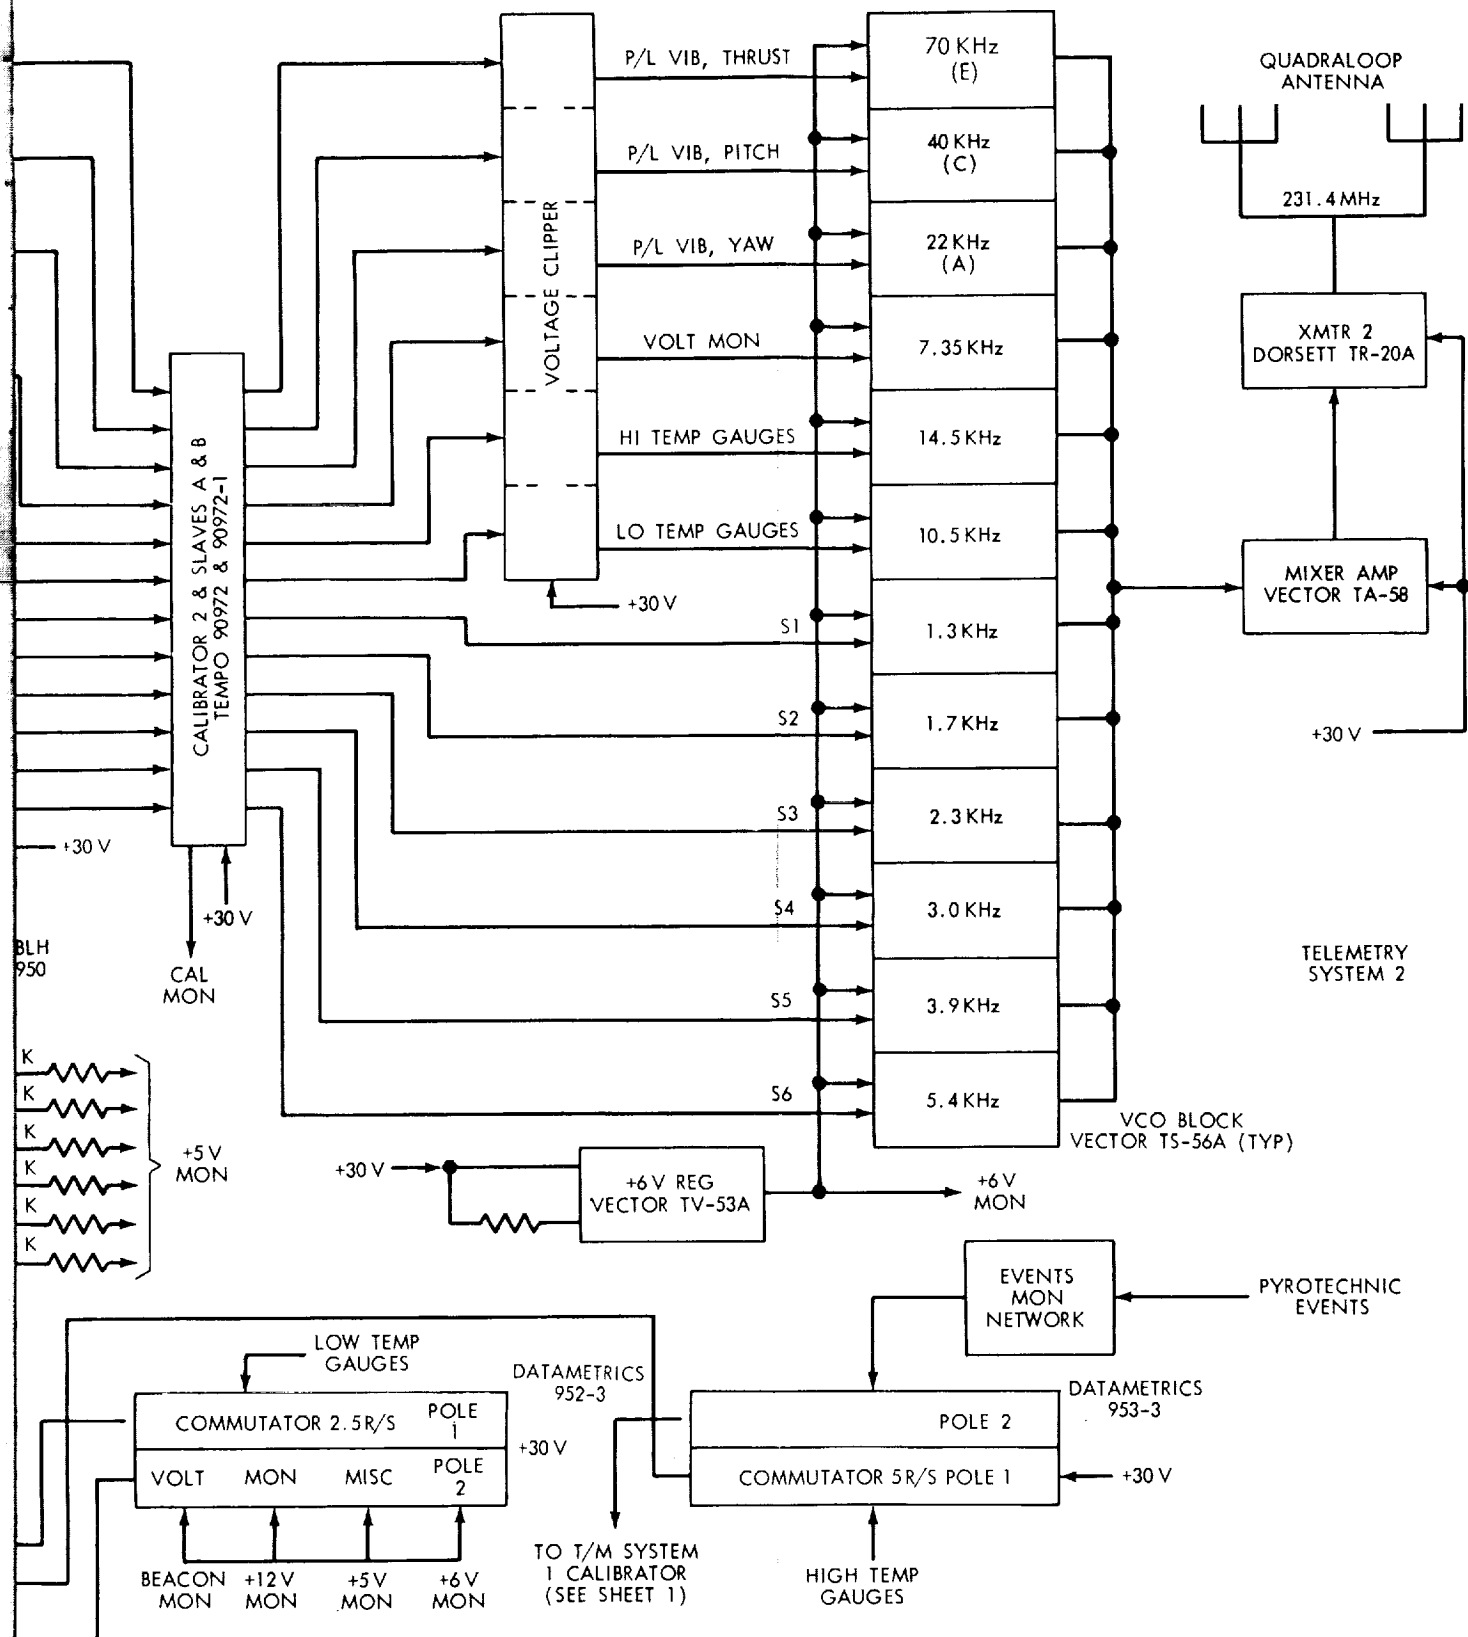 P/L VIB, THRUST
70 KHz
(E)
QUADRALOOP
ANTENNA
P/L VIB, PITCH
40 KHz
(C)
231.4 MHz
P/L VIB, YAW
22 KHz
(A)
VOLTAGE CLIPPER
VOLT MON
7.35 KHz
XMTR 2
DORSETT TR-20A
HI TEMP GAUGES
14.5 KHz
LO TEMP GAUGES
10.5 KHz
CALIBRATOR 2 & SLAVES A & B
TEMPO 90972 & 90972-1
MIXER AMP
VECTOR TA-58
+30 V
S1
1.3 KHz
S2
1.7 KHz
+30 V
S3
2.3 KHz
+30 V
+30 V
S4
3.0 KHz
BLH
950
CAL
MON
TELEMETRY
SYSTEM 2
S5
3.9 KHz
K
K
K
K
K
K
+5 V
MON
S6
5.4 KHz
VCO BLOCK
VECTOR TS-56A (TYP)
+30 V
+6 V REG
VECTOR TV-53A
+6 V
MON
EVENTS
MON
NETWORK
PYROTECHNIC
EVENTS
LOW TEMP
GAUGES
DATAMETRICS
952-3
DATAMETRICS
953-3
COMMUTATOR 2.5 R/S
POLE
1
+30 V
VOLT
MON
MISC
POLE
2
POLE 2
COMMUTATOR 5 R/S POLE 1
+30 V
BEACON
MON
+12 V
MON
+5 V
MON
+6 V
MON
TO T/M SYSTEM
1 CALIBRATOR
(SEE SHEET 1)
HIGH TEMP
GAUGES